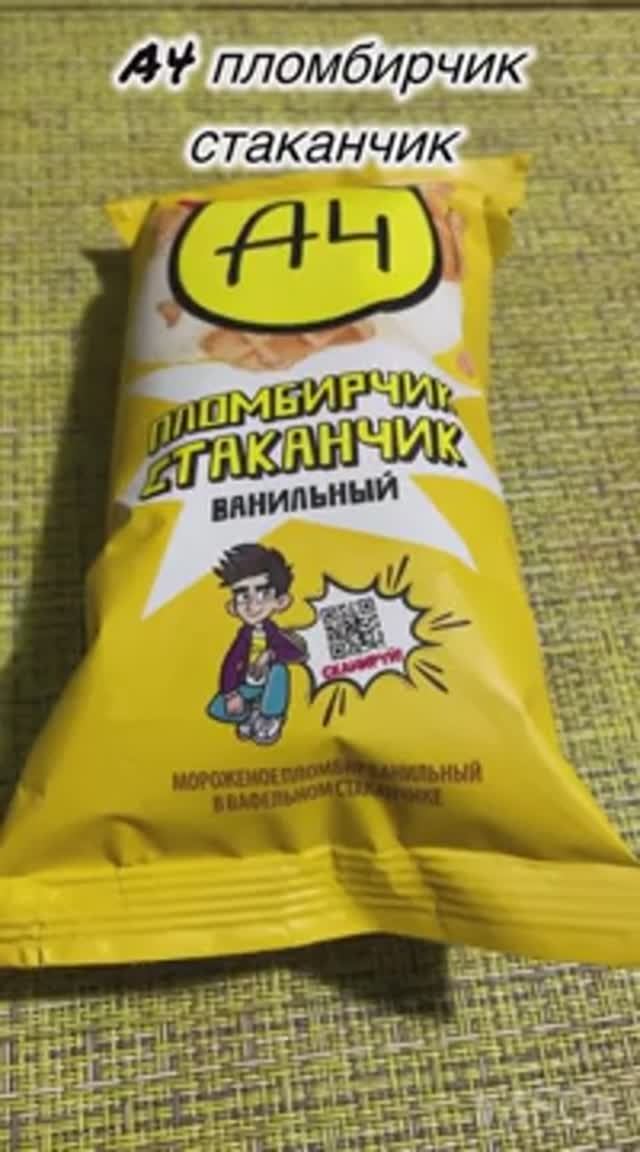 А4 пломбирчик
стаканчик
А4
ПЛОМБИРЧИК
СТАКАНЧИК
ВАНИЛЬНЫЙ
СКАНИРУЙ!
МОРОЖЕНОЕ ПЛОМБИР ВАНИЛЬНЫЙ
В ВАФЕЛЬНОМ СТАКАНЧИКЕ